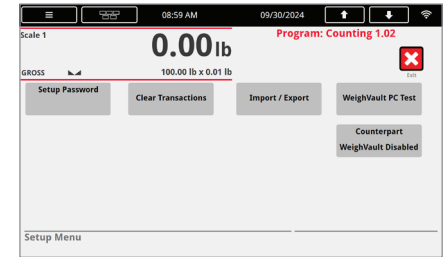 08:59 AM 09/30/2024
Scale 1
0.00 lb
Program: Counting 1.02
GROSS 100.00 lb x 0.01 lb
Exit
Setup Password Clear Transactions Import / Export WeighVault PC Test
Counterpart
WeighVault Disabled
Setup Menu